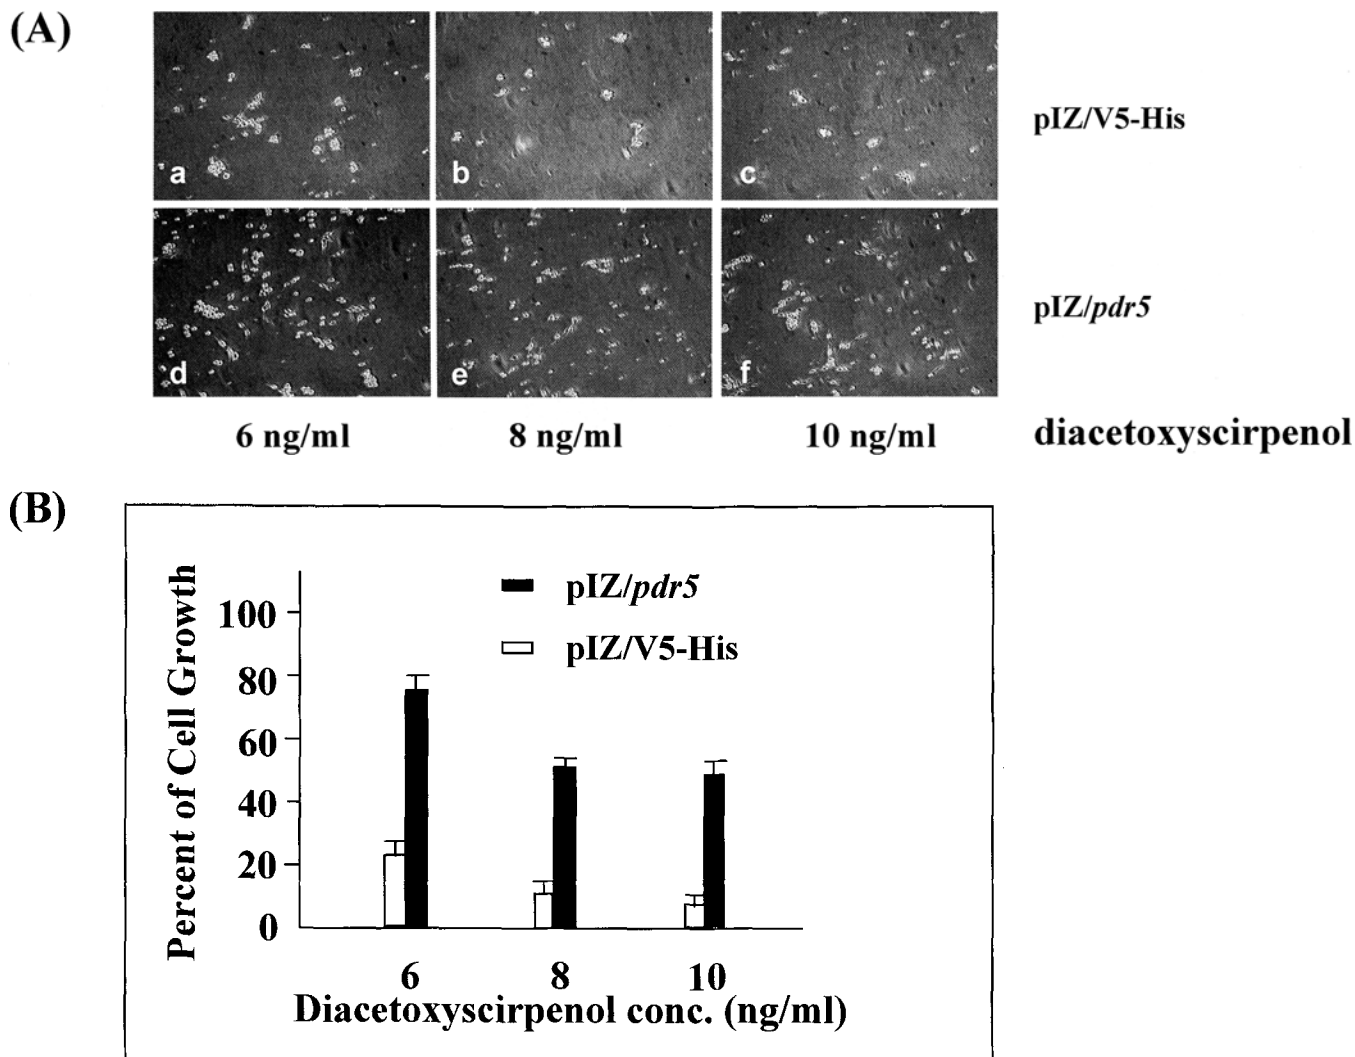 (A)
a
b
c
pIZ/V5-His
d
e
f
pIZ/pdr5
6 ng/ml
8 ng/ml
10 ng/ml
diacetoxyscirpenol
(B)
Percent of Cell Growth
100
80
60
40
20
0
pIZ/pdr5
pIZ/V5-His
6
8
10
Diacetoxyscirpenol conc. (ng/ml)